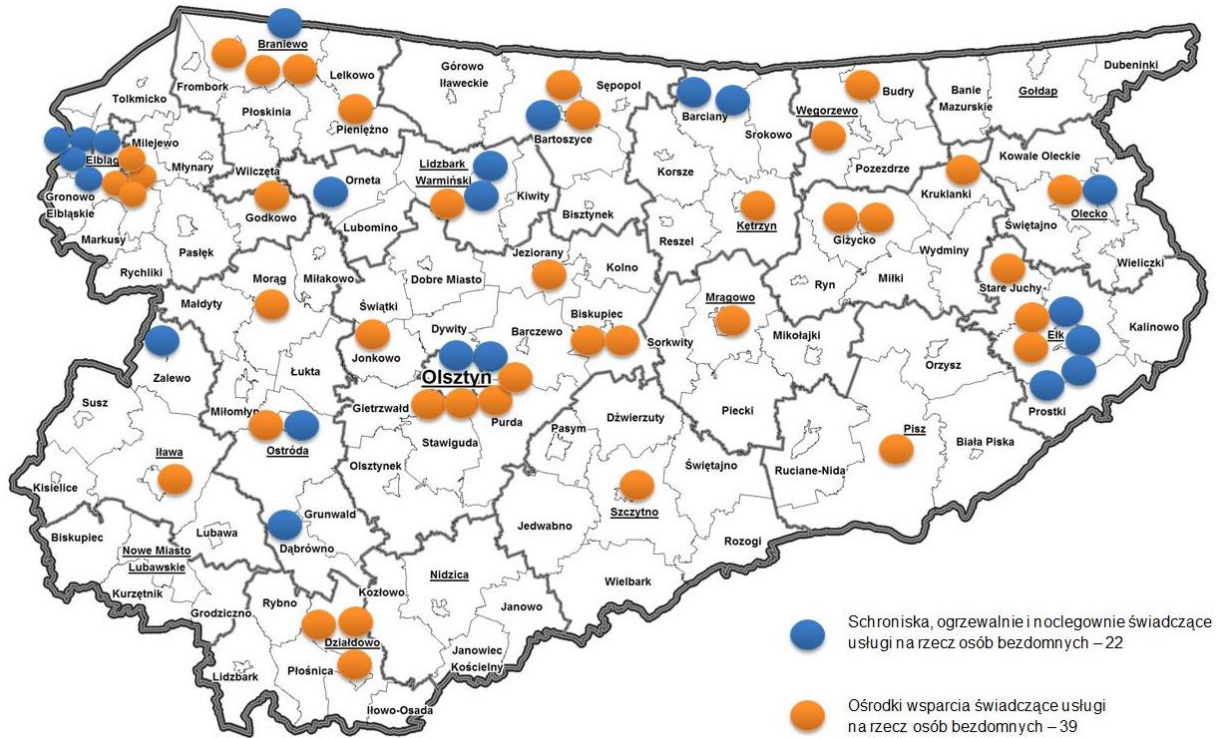 Braniewo
Lelkowo
Frombork
Płoskinia
Pieniężno
Górowo
Iławeckie
Sępopol
Bartoszyce
Barciany
Srokowo
Węgorzewo
Budry
Banie
Mazurskie
Gołdap
Dubeninki
Tolkmicko
Milejewo
Elbląg
Młynary
Gronowo
Elbląskie
Markusy
Pasłęk
Rychliki
Wilczęta
Godkowo
Orneta
Lubomino
Lidzbark
Warmiński
Kiwity
Bisztynek
Korsze
Reszel
Kętrzyn
Pozezdrze
Kruklanki
Giżycko
Wydminy
Ryn
Miłki
Kowale Oleckie
Olecko
Świętajno
Wieliczki
Stare Juchy
Ełk
Kalinowo
Prostki
Morąg
Miłakowo
Małdyty
Zalewo
Łukta
Miłomłyn
Ostróda
Susz
Iława
Kisielice
Świątki
Dobre Miasto
Jeziorany
Kolno
Jonkowo
Dywity
Barczewo
Biskupiec
Olsztyn
Gietrzwałd
Purda
Stawiguda
Olsztynek
Sorkwity
Mrągowo
Mikołajki
Piecki
Orzysz
Pisz
Biała Piska
Ruciane-Nida
Dźwierzuty
Pasym
Świętajno
Szczytno
Jedwabno
Rozogi
Wielbark
Grunwald
Dąbrówno
Lubawa
Biskupiec
Nowe Miasto
Lubawskie
Kurzętnik
Grodziczno
Rybno
Kozłowo
Nidzica
Janowo
Janowiec
Kościelny
Działdowo
Płośnica
Lidzbark
Iłowo-Osada
Schroniska, ogrzewalnie i noclegownie świadczące
usługi na rzecz osób bezdomnych – 22
Ośrodki wsparcia świadczące usługi
na rzecz osób bezdomnych – 39